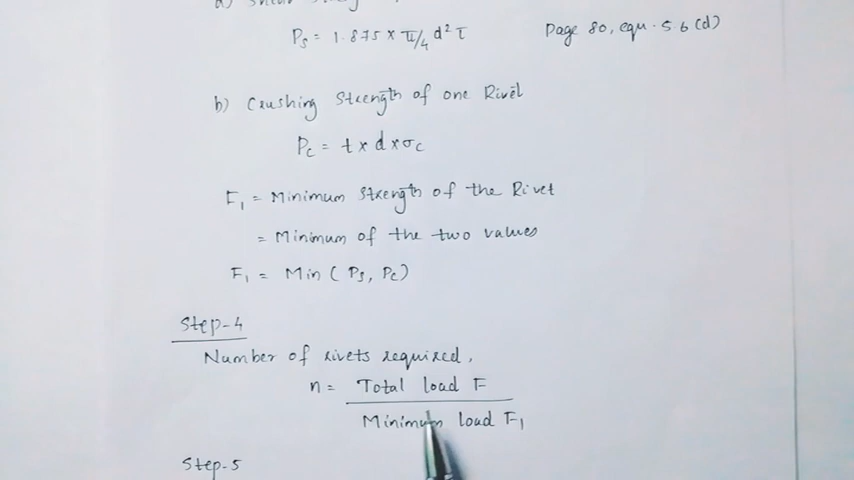 Ps = 1.875 × π/4 d² τ
Page 80, equ. 5.6 (d)
b) Crushing Strength of one Rivet
Pc = t × d × σc
F1 = Minimum Strength of the Rivet
= Minimum of the two values
F1 = Min ( Ps, Pc)
Step-4
Number of rivets required,
n = Total load F
Minimum load F1
Step-5